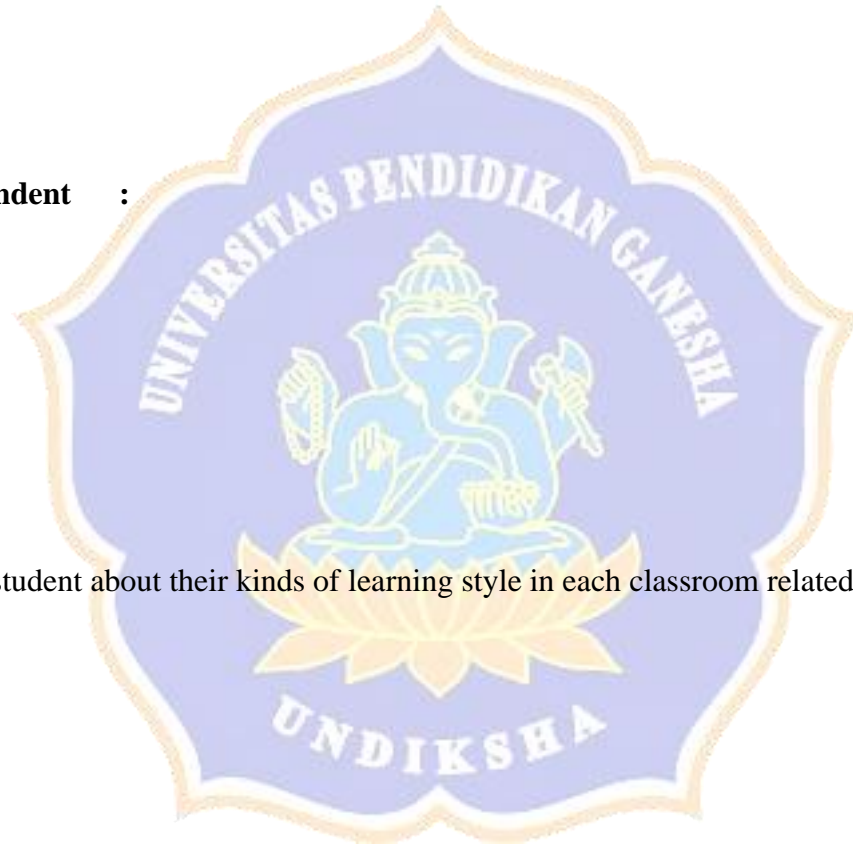 ndent :
UNIVERSITAS PENDIDIKAN GANESHA
student about their kinds of learning style in each classroom related
UNDIKSHA